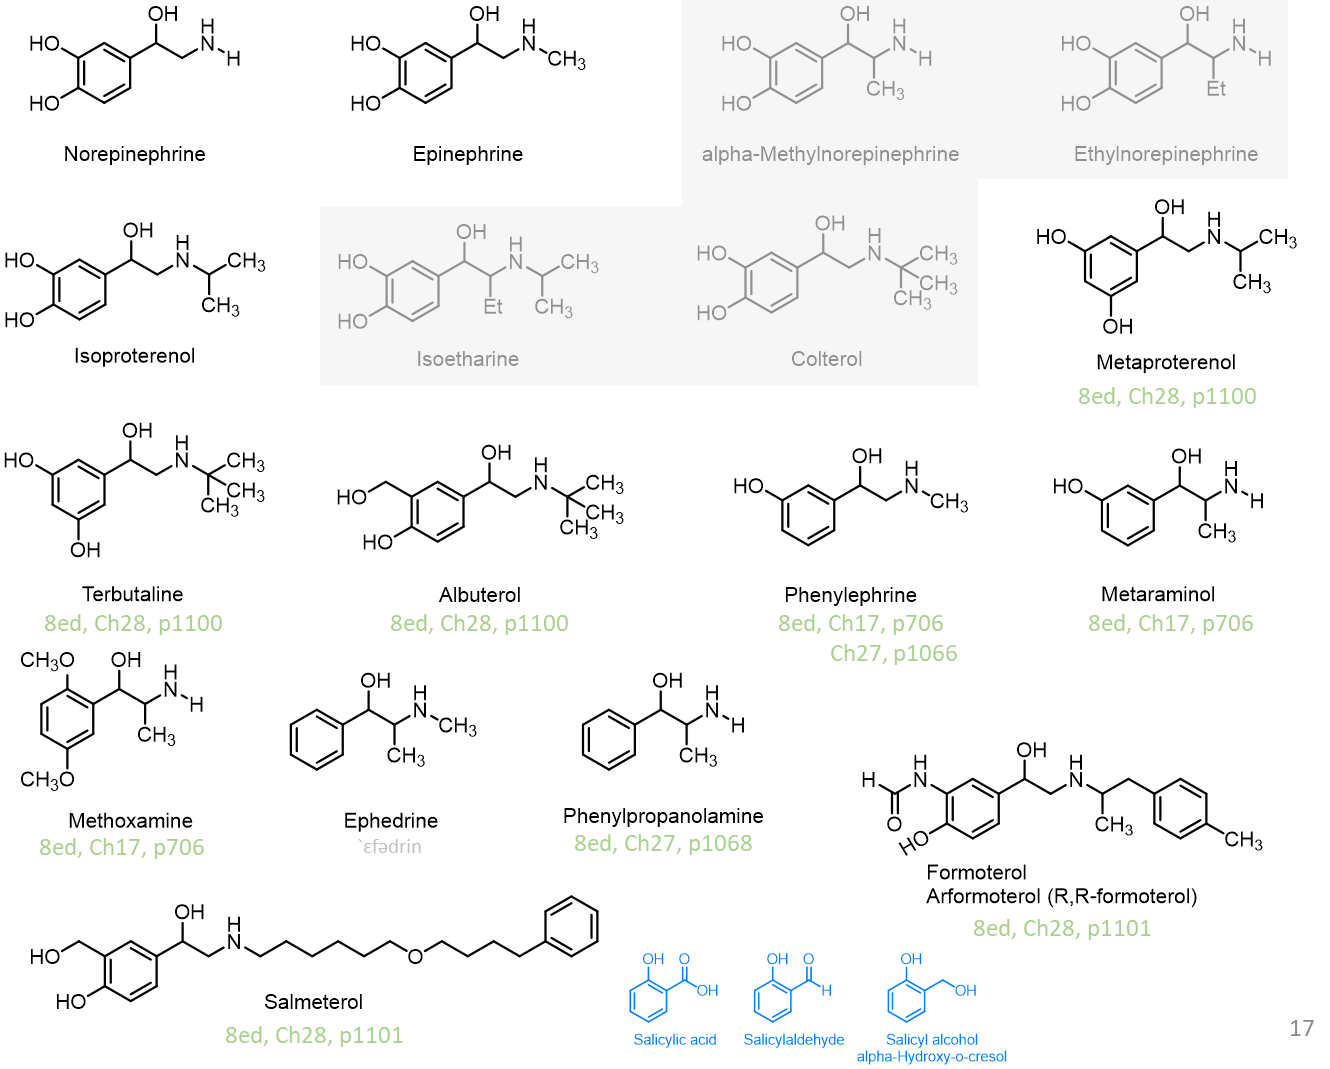 OH
HO
H
N
H
HO
Norepinephrine
OH
HO
H
N
CH3
HO
Epinephrine
OH
HO
H
N
H
CH3
HO
alpha-Methylnorepinephrine
OH
HO
H
N
H
Et
HO
Ethylnorepinephrine
OH
HO
H
N
CH3
CH3
HO
Isoproterenol
OH
HO
H
N
CH3
Et
CH3
HO
Isoetharine
OH
HO
H
N
CH3
CH3
CH3
HO
Colterol
OH
HO
H
N
CH3
CH3
OH
Metaproterenol
8ed, Ch28, p1100
OH
HO
H
N
CH3
CH3
CH3
OH
Terbutaline
8ed, Ch28, p1100
OH
HO
H
N
CH3
CH3
CH3
HO
Albuterol
8ed, Ch28, p1100
OH
HO
H
N
CH3
Phenylephrine
8ed, Ch17, p706
Ch27, p1066
OH
HO
H
N
H
CH3
Metaraminol
8ed, Ch17, p706
CH3O
OH
H
N
H
CH3
CH3O
Methoxamine
8ed, Ch17, p706
OH
H
N
CH3
CH3
Ephedrine
`ɛfədrin
OH
H
N
H
CH3
Phenylpropanolamine
8ed, Ch27, p1068
OH
H
H
N
H
N
O
HO
CH3
CH3
Formoterol
Arformoterol (R,R-formoterol)
8ed, Ch28, p1101
OH
HO
H
N
O
HO
Salmeterol
8ed, Ch28, p1101
OH
O
OH
Salicylic acid
OH
O
H
Salicylaldehyde
OH
OH
Salicyl alcohol
alpha-Hydroxy-o-cresol
17